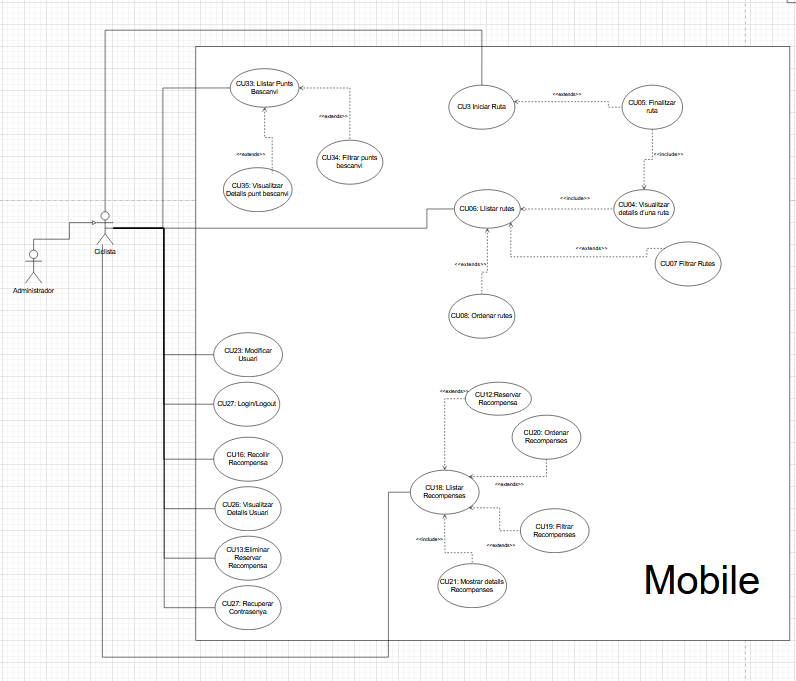 CU33: Llistar Punts
Bescanvi
<<extends>>
CU34: Filtrar punts
bescanvi
<<extends>>
CU35: Visualitzar
Detalls punt bescanvi
CU3 Iniciar Ruta
<<extends>>
CU05: Finalitzar
ruta
<<include>>
CU06: Llistar rutes
<<include>>
CU04: Visualitzar
detalls d'una ruta
<<extends>>
CU07 Filtrar Rutes
<<extends>>
CU08: Ordenar rutes
Ciclista
Administrador
CU23: Modificar
Usuari
CU27: Login/Logout
CU16: Recollir
Recompensa
CU26: Visualitzar
Detalls Usuari
CU13:Eliminar
Reservar
Recompensa
CU27: Recuperar
Contrasenya
<<extends>>
CU12:Reservar
Recompensa
CU20: Ordenar
Recompenses
CU18: Llistar
Recompenses
<<extends>>
CU19: Filtrar
Recompenses
<<extends>>
<<include>>
CU21: Mostrar detalls
Recompenses
Mobile